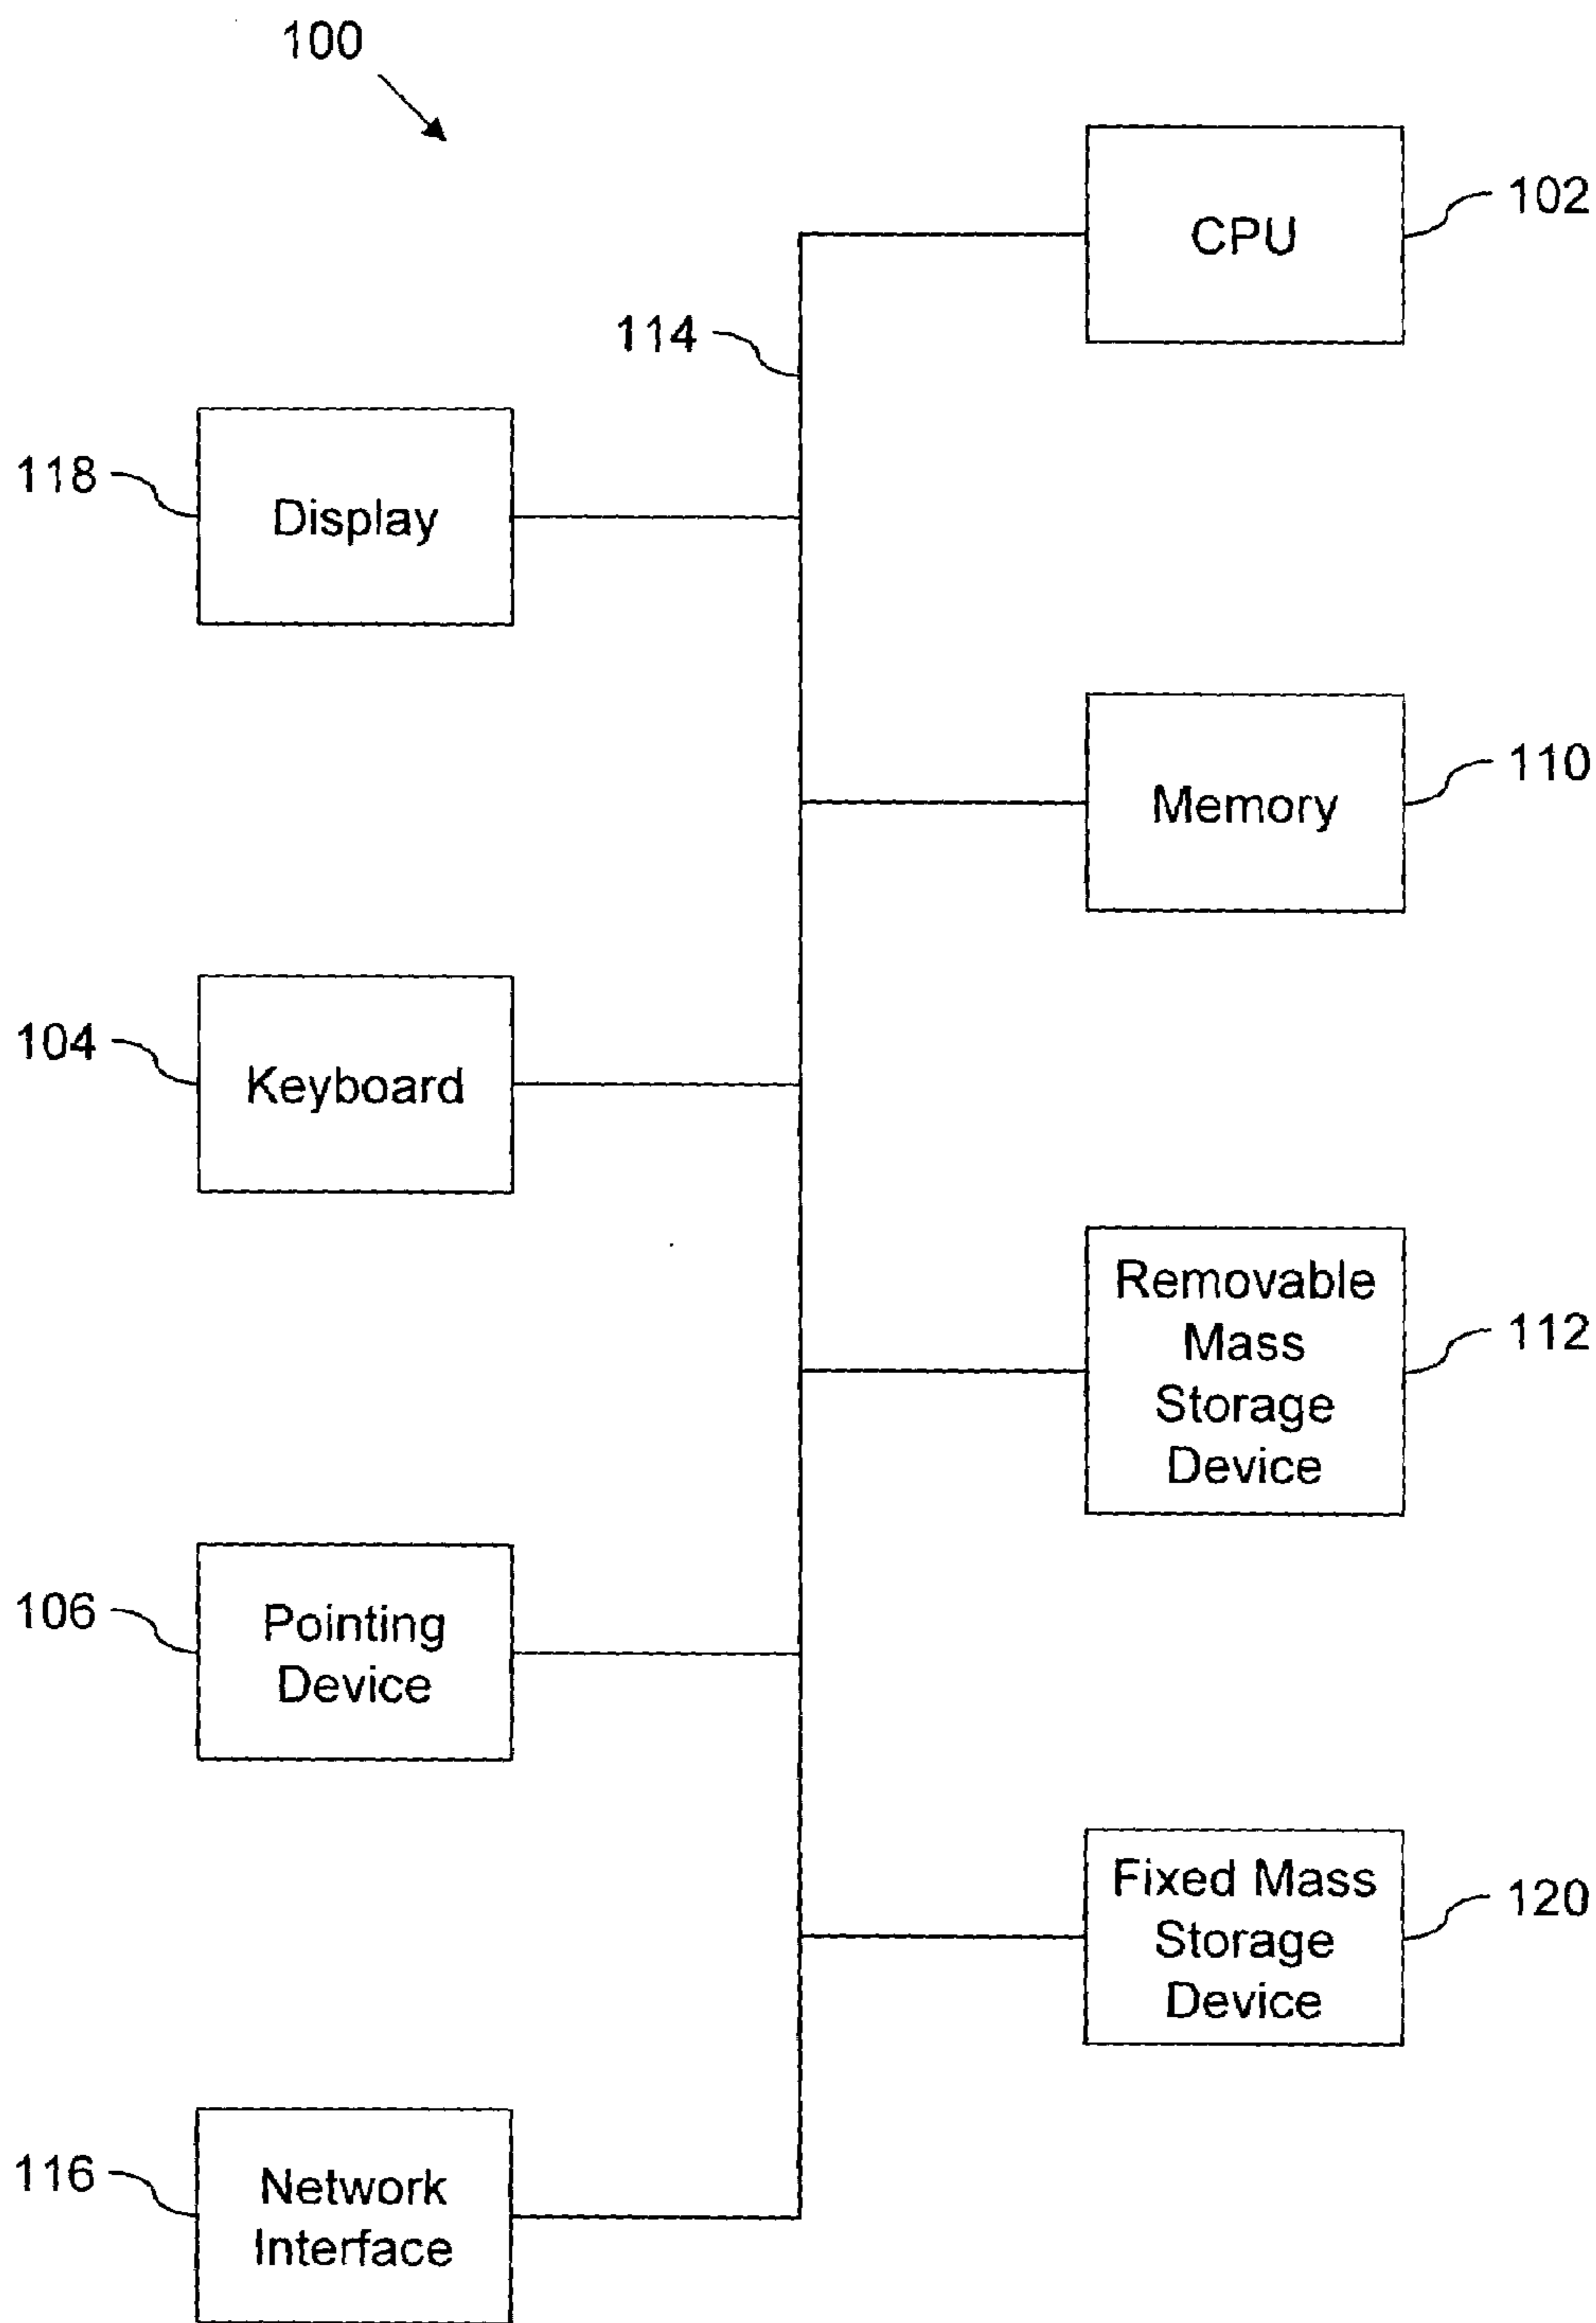 100
CPU
102
114
118
Display
Memory
110
104
Keyboard
Removable
Mass
Storage
Device
112
106
Pointing
Device
Fixed Mass
Storage
Device
120
116
Network
Interface